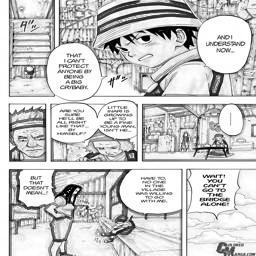 AND I
UNDERSTAND
NOW...
THAT
I CAN'T
PROTECT
ANYONE BY
BEING A
BIG
CRYBABY.
LITTLE
INARI IS
GROWING UP
TO BE A
FINE YOUNG
MAN,
ISN'T HE.
ARE YOU
SURE
HE'LL BE
ALL RIGHT
LIKE THAT...
BY
HIMSELF?
WAIT!
YOU
CAN'T
GO TO
THE
BRIDGE
ALONE!
HAVE TO.
NO ONE
IN THE
VILLAGE
WAS WILLING
TO GO
WITH ME.
BUT THAT
DOESN'T
MEAN...!